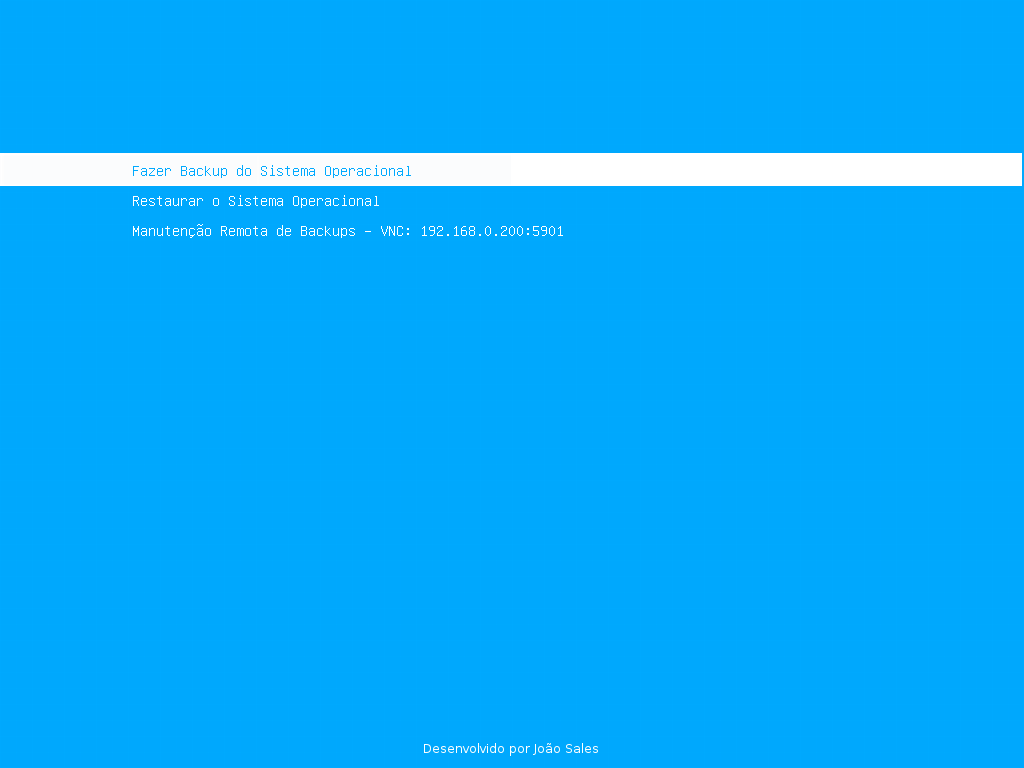 Fazer Backup do Sistema Operacional
Restaurar o Sistema Operacional
Manutenção Remota de Backups - VNC: 192.168.0.200:5901
Desenvolvido por João Sales